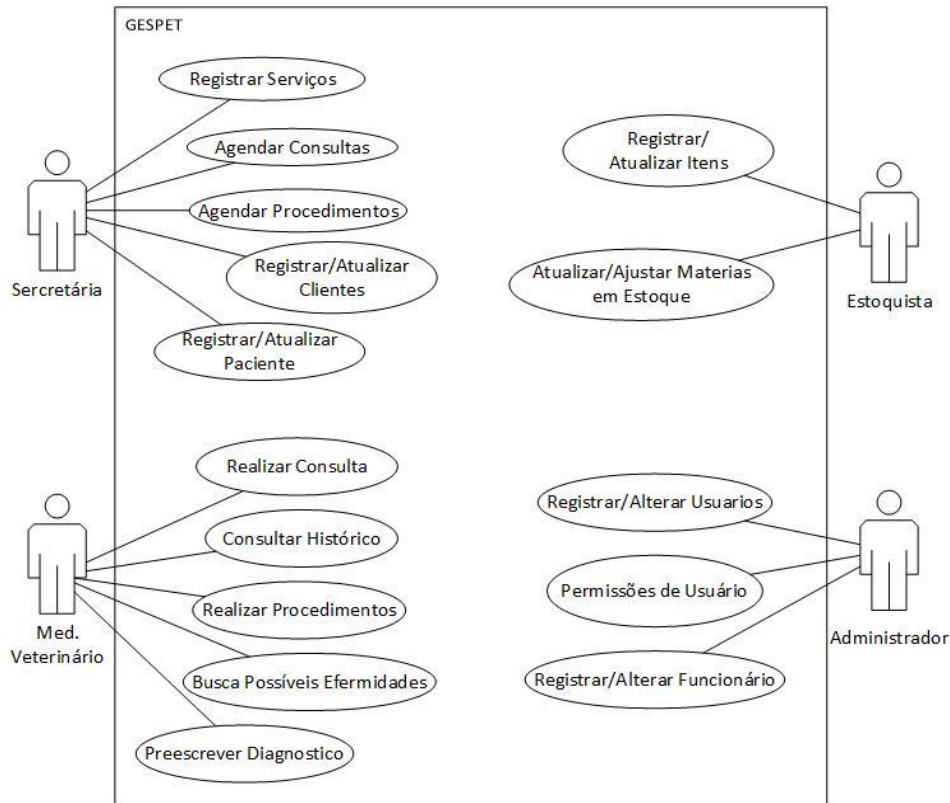 GESPET
Registrar Serviços
Agendar Consultas
Agendar Procedimentos
Registrar/Atualizar
Clientes
Registrar/Atualizar
Paciente
Sercretária
Registrar/
Atualizar Itens
Atualizar/Ajustar Materias
em Estoque
Estoquista
Realizar Consulta
Consultar Histórico
Realizar Procedimentos
Busca Possíveis Efermidades
Preescrever Diagnostico
Med.
Veterinário
Registrar/Alterar Usuarios
Permissões de Usuário
Registrar/Alterar Funcionário
Administrador